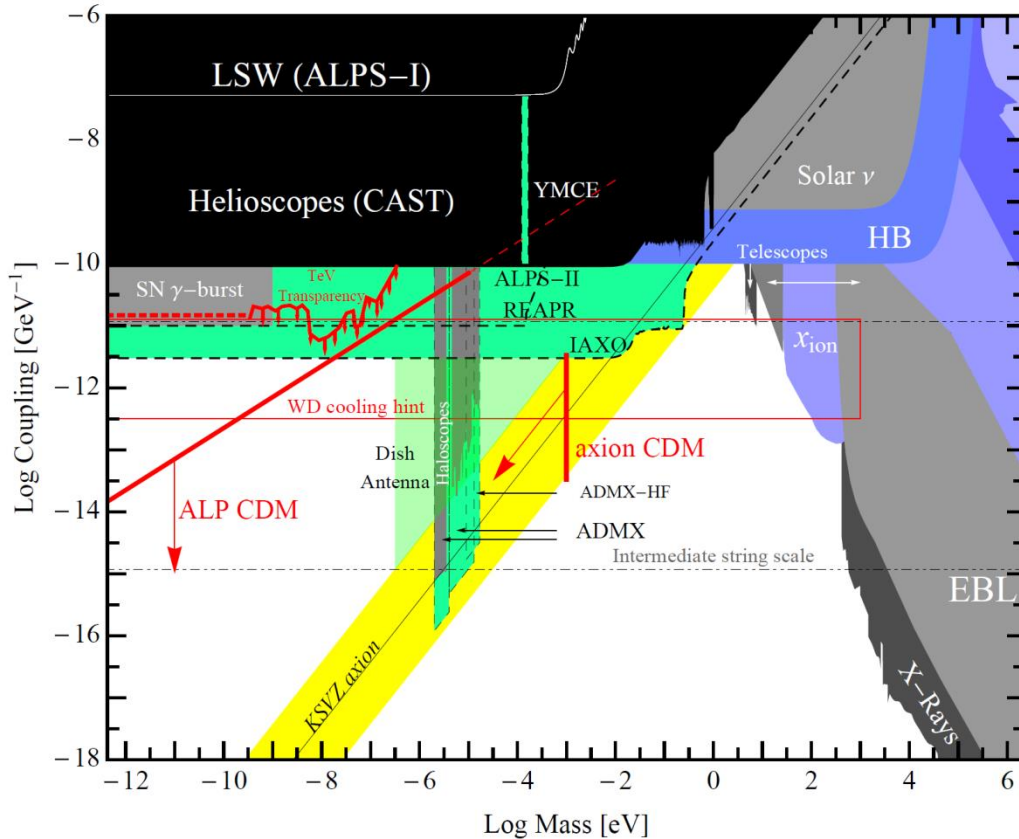 LSW (ALPS−I)
Helioscopes (CAST)
YMCE
Solar ν
HB
Telescopes
SN γ−burst
TeV
Transparency
ALPS−II
REAPR
IAXO
x ion
WD cooling hint
Haloscopes
Dish
Antenna
axion CDM
ADMX−HF
ALP CDM
ADMX
Intermediate string scale
EBL
KSVZ axion
X−Rays
Log Coupling [GeV−1]
−6
−8
−10
−12
−14
−16
−18
−12
−10
−8
−6
−4
−2
0
2
4
6
Log Mass [eV]